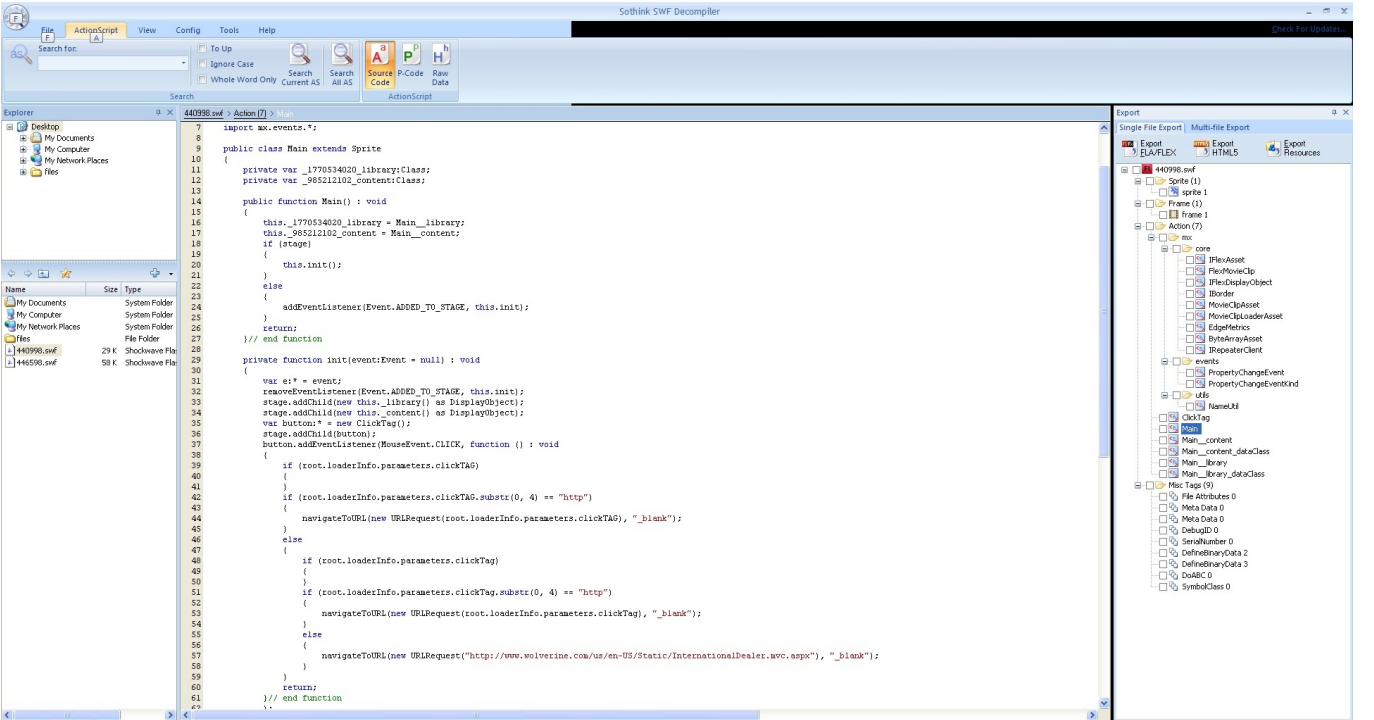 Sothink SWF Decompiler
File ActionScript View Config Tools Help
F A
Check For Updates...
Search for:
To Up
Ignore Case
Whole Word Only
Search Current AS
Search All AS
Source Code
P-Code
Raw Data
Search
ActionScript
Explorer
Desktop
My Documents
My Computer
My Network Places
files
Name Size Type
My Documents System Folder
My Computer System Folder
My Network Places System Folder
files File Folder
440998.swf 29 K Shockwave Fla
446598.swf 58 K Shockwave Fla
440998.swf > Action (7) > Main
7 import mx.events.*;
8
9 public class Main extends Sprite
10 {
11 private var _1770534020_library:Class;
12 private var _985212102_content:Class;
13
14 public function Main() : void
15 {
16 this._1770534020_library = Main__library;
17 this._985212102_content = Main__content;
18 if (stage)
19 {
20 this.init();
21 }
22 else
23 {
24 addEventListener(Event.ADDED_TO_STAGE, this.init);
25 }
26 return;
27 }// end function
28
29 private function init(event:Event = null) : void
30 {
31 var e:* = event;
32 removeEventListener(Event.ADDED_TO_STAGE, this.init);
33 stage.addChild(new this._library() as DisplayObject);
34 stage.addChild(new this._content() as DisplayObject);
35 var button:* = new ClickTag();
36 stage.addChild(button);
37 button.addEventListener(MouseEvent.CLICK, function () : void
38 {
39 if (root.loaderInfo.parameters.clickTAG)
40 {
41 }
42 if (root.loaderInfo.parameters.clickTAG.substr(0, 4) == "http")
43 {
44 navigateToURL(new URLRequest(root.loaderInfo.parameters.clickTAG), "_blank");
45 }
46 else
47 {
48 if (root.loaderInfo.parameters.clickTag)
49 {
50 }
51 if (root.loaderInfo.parameters.clickTag.substr(0, 4) == "http")
52 {
53 navigateToURL(new URLRequest(root.loaderInfo.parameters.clickTag), "_blank");
54 }
55 else
56 {
57 navigateToURL(new URLRequest("http://www.wolverine.com/us/en-US/Static/InternationalDealer.mvc.aspx"), "_blank");
58 }
59 }
60 return;
61 }// end function
62 );
Export
Single File Export Multi-file Export
Export FLA/FLEX
Export HTML5
Export Resources
440998.swf
Sprite (1)
sprite 1
Frame (1)
frame 1
Action (7)
mx
core
IFlexAsset
FlexMovieClip
IFlexDisplayObject
IBorder
MovieClipAsset
MovieClipLoaderAsset
EdgeMetrics
ByteArrayAsset
IRepeaterClient
events
PropertyChangeEvent
PropertyChangeEventKind
utils
NameUtil
ClickTag
Main
Main__content
Main__content_dataClass
Main__library
Main__library_dataClass
Misc Tags (9)
File Attributes 0
Meta Data 0
Meta Data 0
DebugID 0
SerialNumber 0
DefineBinaryData 2
DefineBinaryData 3
DoABC 0
SymbolClass 0